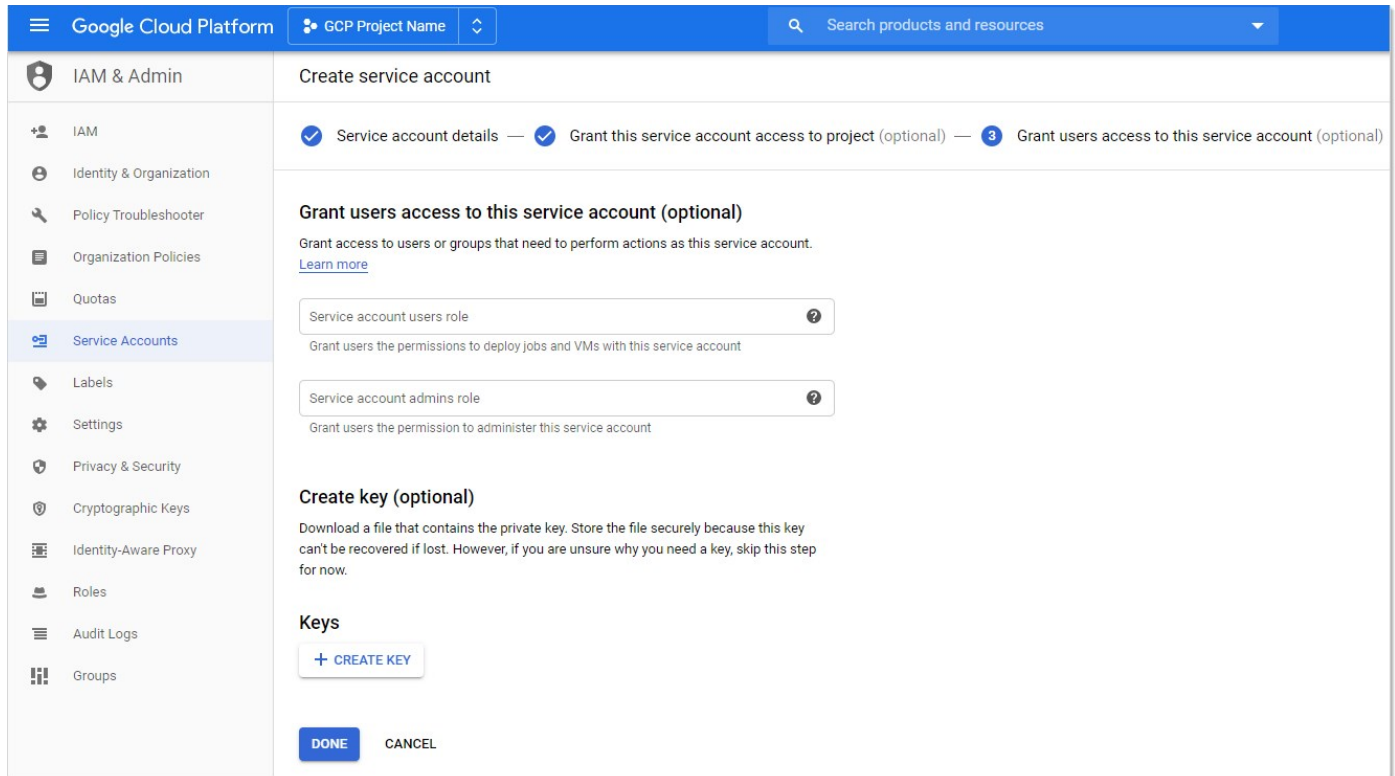 Google Cloud Platform
GCP Project Name
Search products and resources
IAM & Admin
IAM
Identity & Organization
Policy Troubleshooter
Organization Policies
Quotas
Service Accounts
Labels
Settings
Privacy & Security
Cryptographic Keys
Identity-Aware Proxy
Roles
Audit Logs
Groups
Create service account
Service account details — Grant this service account access to project (optional) — 3 Grant users access to this service account (optional)
Grant users access to this service account (optional)
Grant access to users or groups that need to perform actions as this service account.
Learn more
Service account users role
Grant users the permissions to deploy jobs and VMs with this service account
Service account admins role
Grant users the permission to administer this service account
Create key (optional)
Download a file that contains the private key. Store the file securely because this key
can't be recovered if lost. However, if you are unsure why you need a key, skip this step
for now.
Keys
+ CREATE KEY
DONE CANCEL